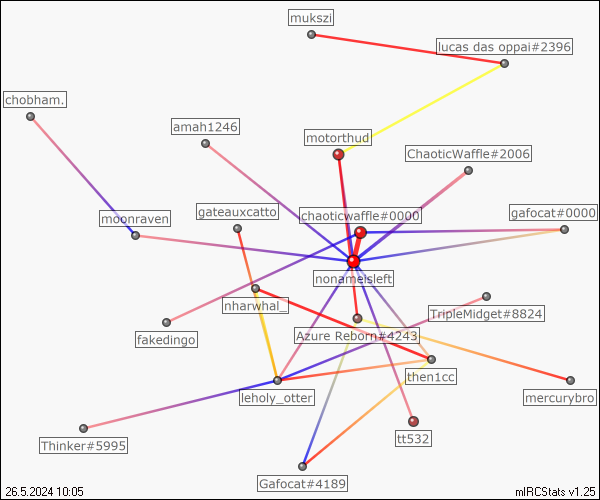 mukszi
lucas das oppai#2396
chobham.
amah1246
motorthud
ChaoticWaffle#2006
moonraven
gateauxcatto
chaoticwaffle#0000
gafocat#0000
nonameisleft
nharwhal_
TripleMidget#8824
fakedingo
Azure Reborn#4243
then1cc
leholy_otter
mercurybro
Thinker#5995
tt532
Gafocat#4189
26.5.2024 10:05
mIRCStats v1.25